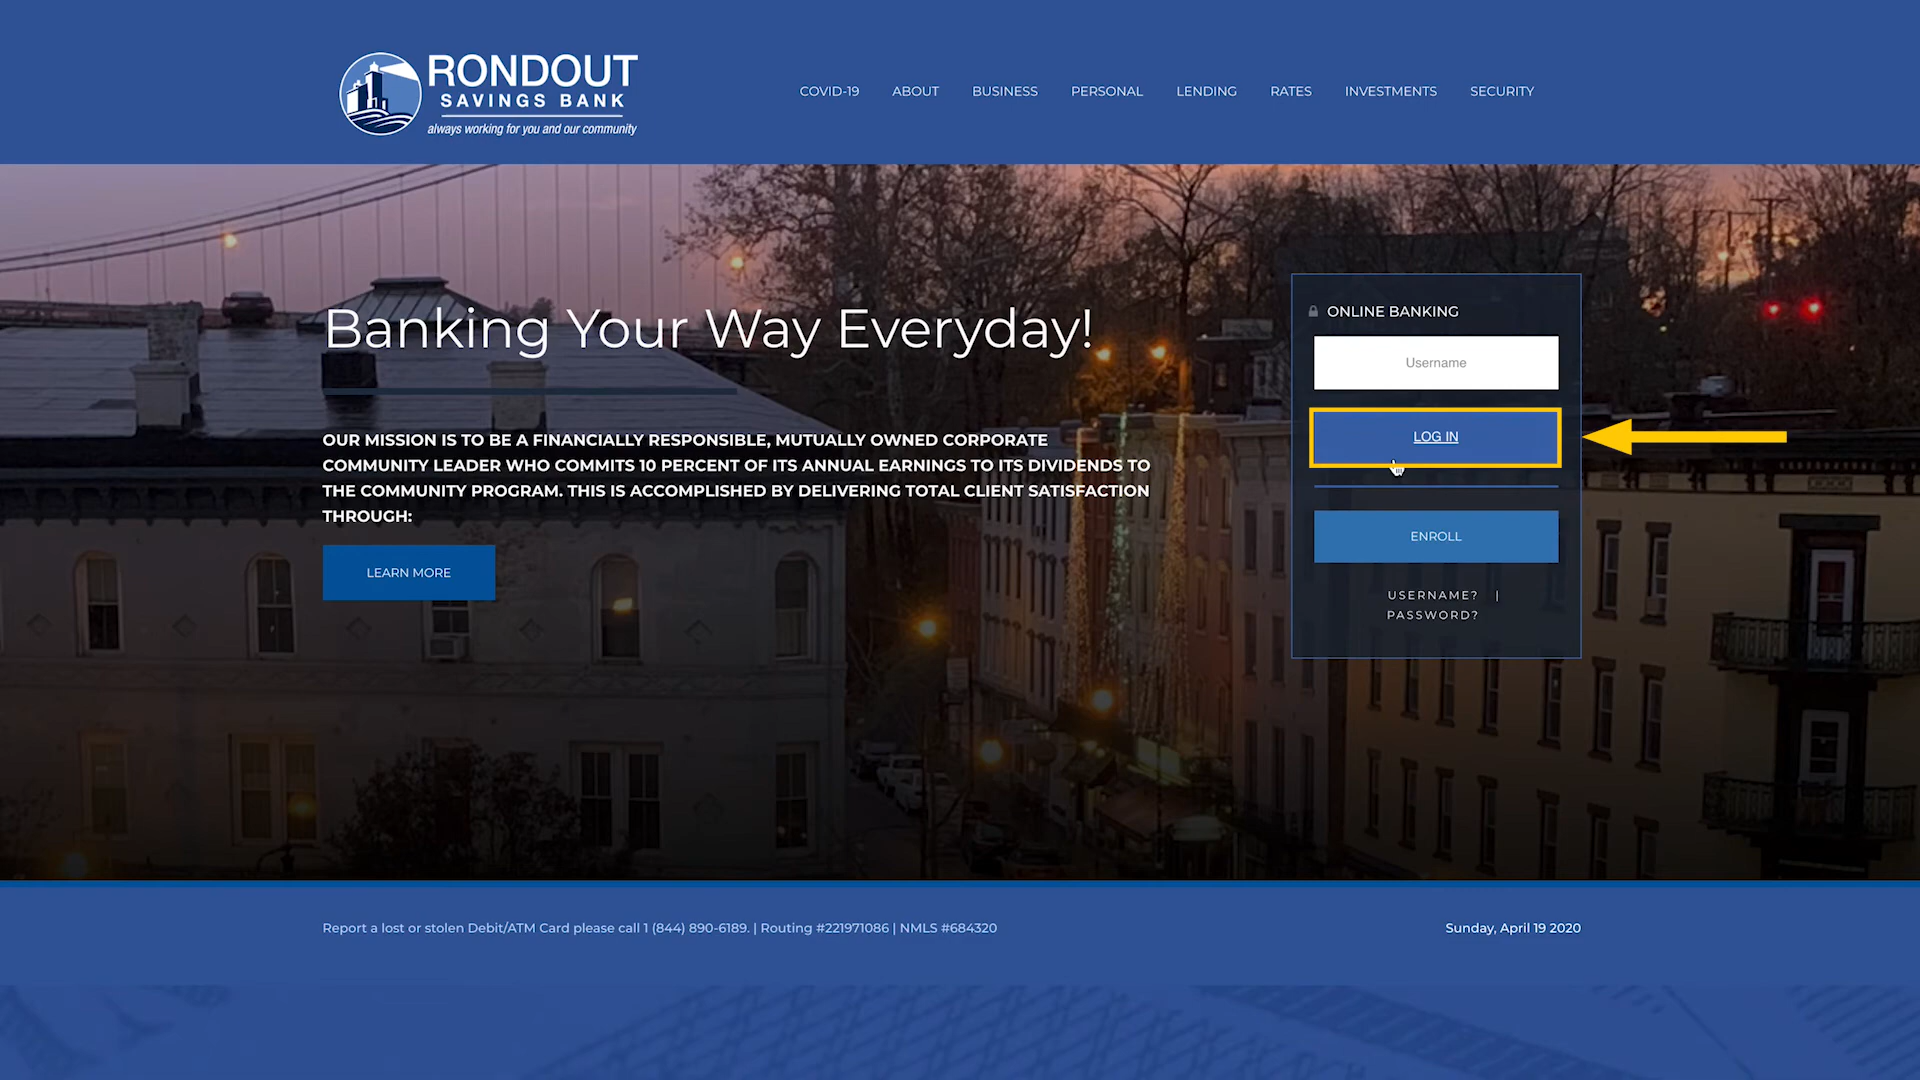 RONDOUT
SAVINGS BANK
always working for you and our community
COVID-19 ABOUT BUSINESS PERSONAL LENDING RATES INVESTMENTS SECURITY
Banking Your Way Everyday!
OUR MISSION IS TO BE A FINANCIALLY RESPONSIBLE, MUTUALLY OWNED CORPORATE
COMMUNITY LEADER WHO COMMITS 10 PERCENT OF ITS ANNUAL EARNINGS TO ITS DIVIDENDS TO
THE COMMUNITY PROGRAM. THIS IS ACCOMPLISHED BY DELIVERING TOTAL CLIENT SATISFACTION
THROUGH:
LEARN MORE
ONLINE BANKING
Username
LOG IN
ENROLL
USERNAME? |
PASSWORD?
Report a lost or stolen Debit/ATM Card please call 1 (844) 890-6189. | Routing #221971086 | NMLS #684320
Sunday, April 19 2020